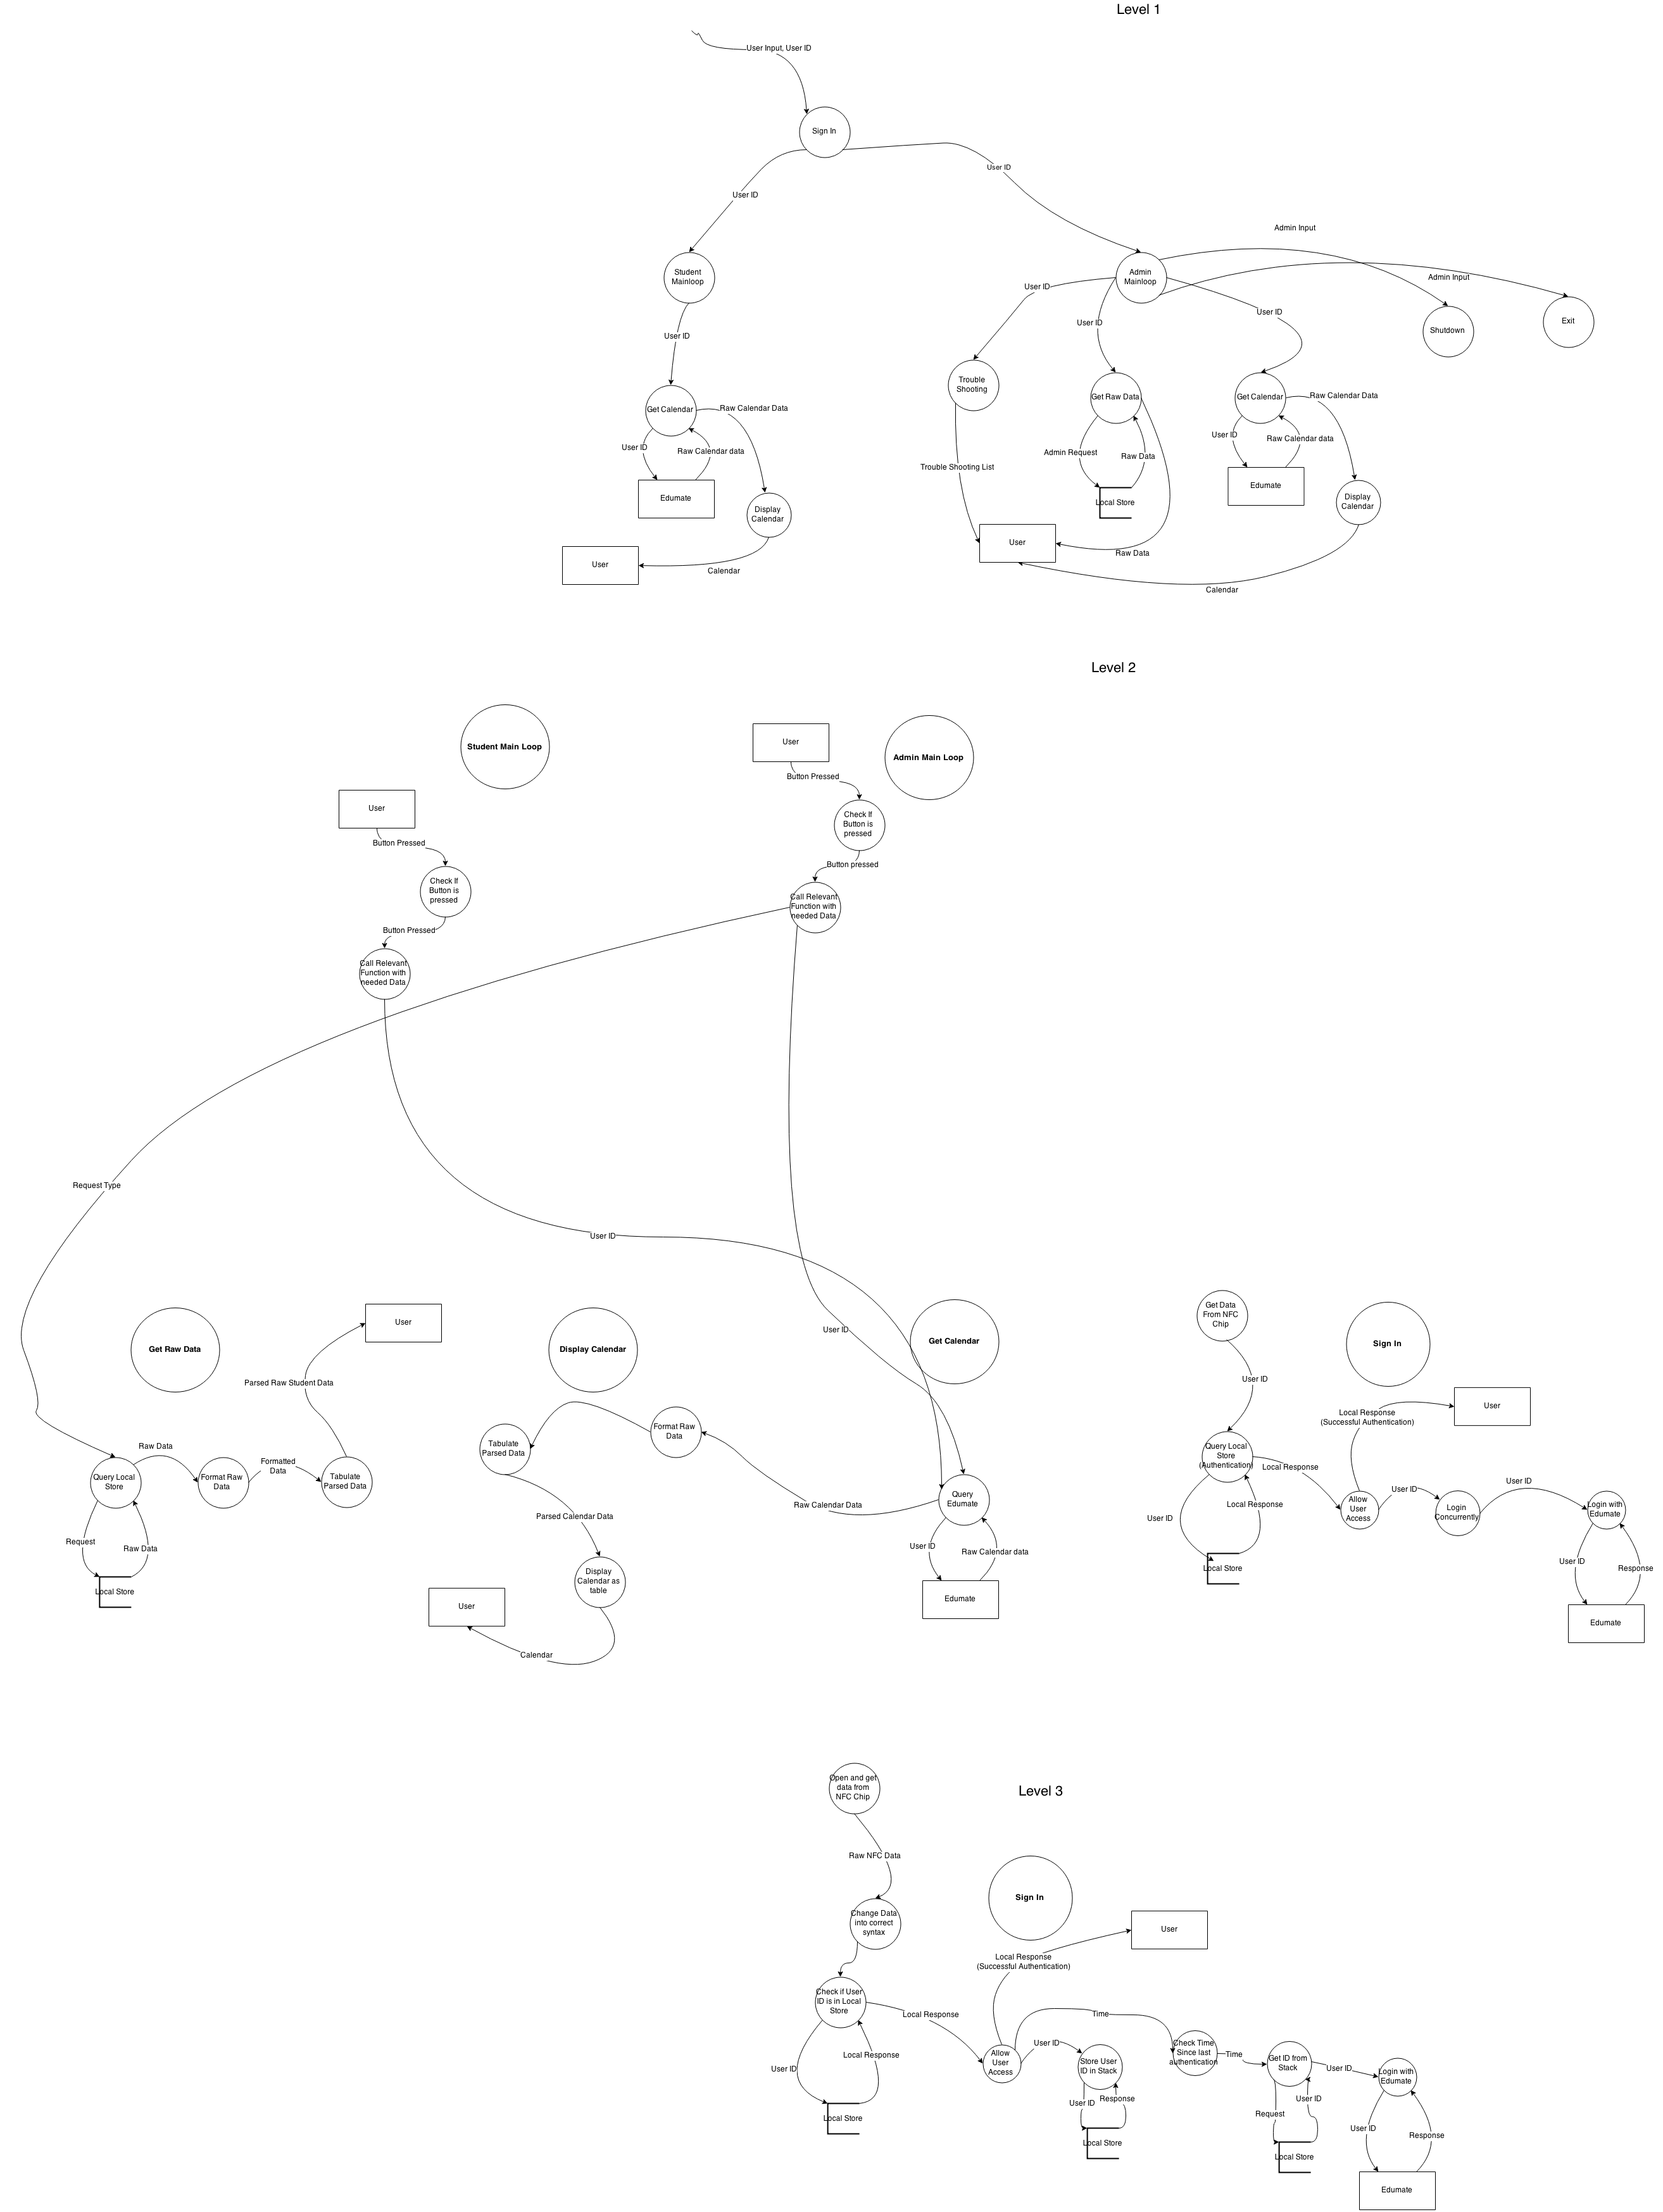 Level 1
User Input, User ID
Sign In
User ID
User ID
Student
Mainloop
Admin
Mainloop
Admin Input
Admin Input
User ID
User ID
User ID
User ID
Shutdown
Exit
Trouble
Shooting
Get Raw Data
Get Calendar
Raw Calendar Data
Get Calendar
Raw Calendar Data
User ID
Raw Calendar data
Admin Request
Raw Data
User ID
Raw Calendar data
Trouble Shooting List
Edumate
Edumate
Local Store
Display
Calendar
Display
Calendar
User
User
Raw Data
Calendar
Calendar
Level 2
Student Main Loop
User
Admin Main Loop
Button Pressed
User
Check If
Button is
pressed
Button Pressed
Button pressed
Check If
Button is
pressed
Call Relevant
Function with
needed Data
Button Pressed
Call Relevant
Function with
needed Data
Request Type
User ID
Get Data
From NFC
Chip
User
User ID
Get Raw Data
Display Calendar
Get Calendar
Sign In
Parsed Raw Student Data
User ID
User
Local Response
(Successful Authentication)
Raw Data
Format Raw
Data
Tabulate
Parsed Data
Query Local
Store
(Authentication)
Local Response
Formatted
Data
Query Local
Store
Format Raw
Data
Tabulate
Parsed Data
User ID
User ID
Query
Edumate
Raw Calendar Data
Local Response
Allow
User
Access
Login
Concurrently
Login with
Edumate
Parsed Calendar Data
User ID
Request
Raw Data
User ID
Raw Calendar data
User ID
Response
Local Store
Display
Calendar as
table
Local Store
User
Edumate
Edumate
Calendar
Level 3
Open and get
data from
NFC Chip
Raw NFC Data
Sign In
Change Data
into correct
syntax
User
Local Response
(Successful Authentication)
Check if User
ID is in Local
Store
Local Response
Time
User ID
Check Time
Since last
authentication
Time
Get ID from
Stack
User ID
Local Response
User ID
Allow
User
Access
Store User
ID in Stack
Login with
Edumate
User ID
Response
User ID
Request
Local Store
User ID
Response
Local Store
Local Store
Edumate